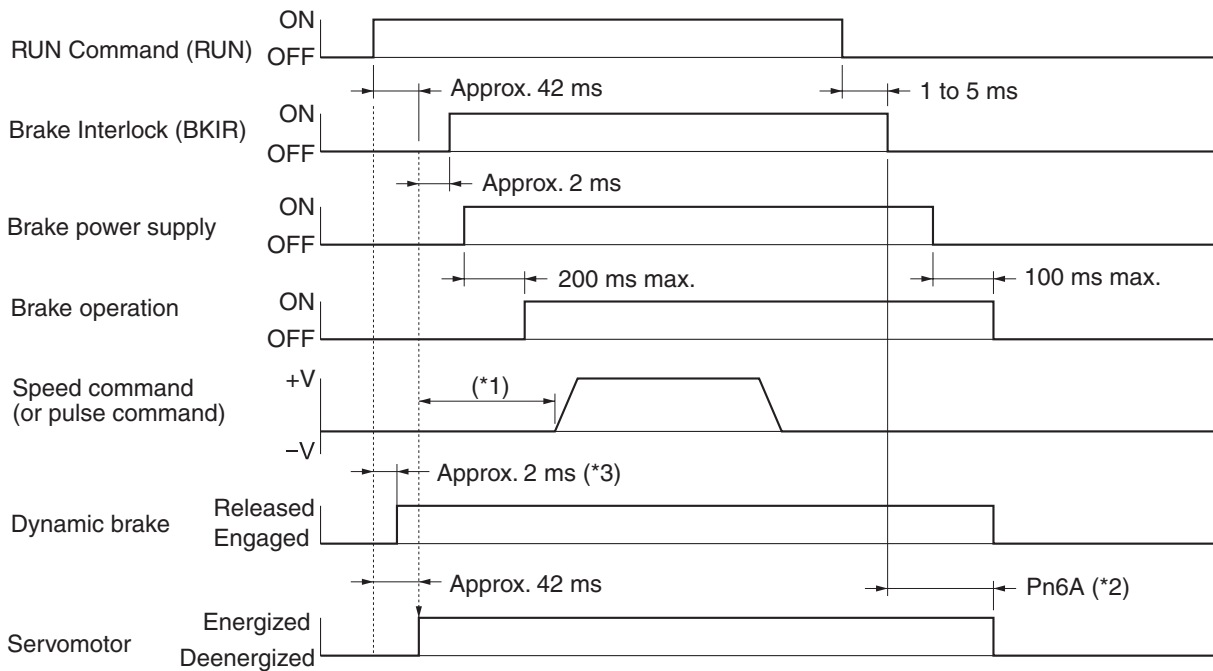 RUN Command (RUN)
ON
OFF
Approx. 42 ms
1 to 5 ms
Brake Interlock (BKIR)
ON
OFF
Approx. 2 ms
Brake power supply
ON
OFF
200 ms max.
100 ms max.
Brake operation
ON
OFF
Speed command
(or pulse command)
+V
−V
(*1)
Approx. 2 ms (*3)
Dynamic brake
Released
Engaged
Approx. 42 ms
Pn6A (*2)
Servomotor
Energized
Deenergized